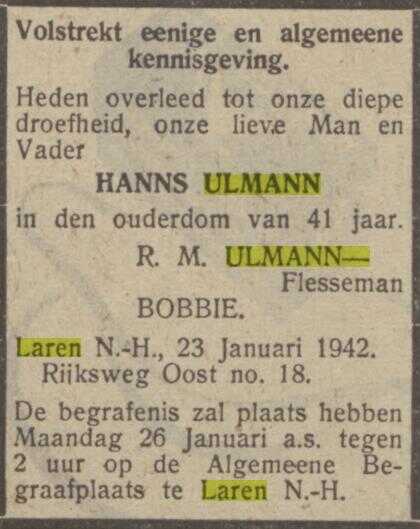 Volstrekt eenige en algemeene
kennisgeving.
Heden overleed tot onze diepe
droefheid, onze lieve Man en
Vader
HANNS ULMANN
in den ouderdom van 41 jaar.
R. M. ULMANN—
Flesseman
BOBBIE.
Laren N.-H., 23 Januari 1942.
Rijksweg Oost no. 18.
De begrafenis zal plaats hebben
Maandag 26 Januari a.s. tegen
2 uur op de Algemeene Be-
graafplaats te Laren N.-H.